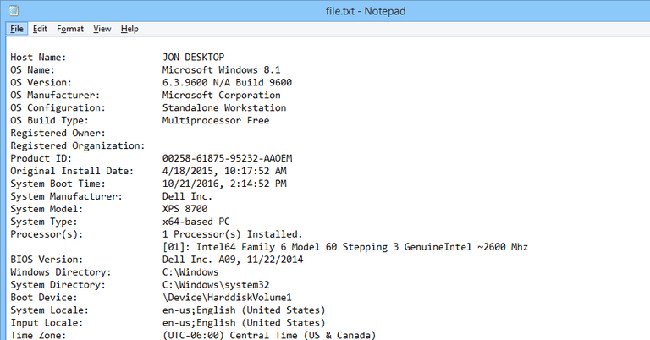 file.txt - Notepad
File Edit Format View Help
Host Name: JON DESKTOP
OS Name: Microsoft Windows 8.1
OS Version: 6.3.9600 N/A Build 9600
OS Manufacturer: Microsoft Corporation
OS Configuration: Standalone Workstation
OS Build Type: Multiprocessor Free
Registered Owner:
Registered Organization:
Product ID: 00258-61875-95232-AAOEM
Original Install Date: 4/18/2015, 10:17:52 AM
System Boot Time: 10/21/2016, 2:14:52 PM
System Manufacturer: Dell Inc.
System Model: XPS 8700
System Type: x64-based PC
Processor(s): 1 Processor(s) Installed.
[01]: Intel64 Family 6 Model 60 Stepping 3 GenuineIntel ~2600 Mhz
BIOS Version: Dell Inc. A09, 11/22/2014
Windows Directory: C:\Windows
System Directory: C:\Windows\system32
Boot Device: \Device\HarddiskVolume1
System Locale: en-us;English (United States)
Input Locale: en-us;English (United States)
Time Zone: (UTC-06:00) Central Time (US & Canada)